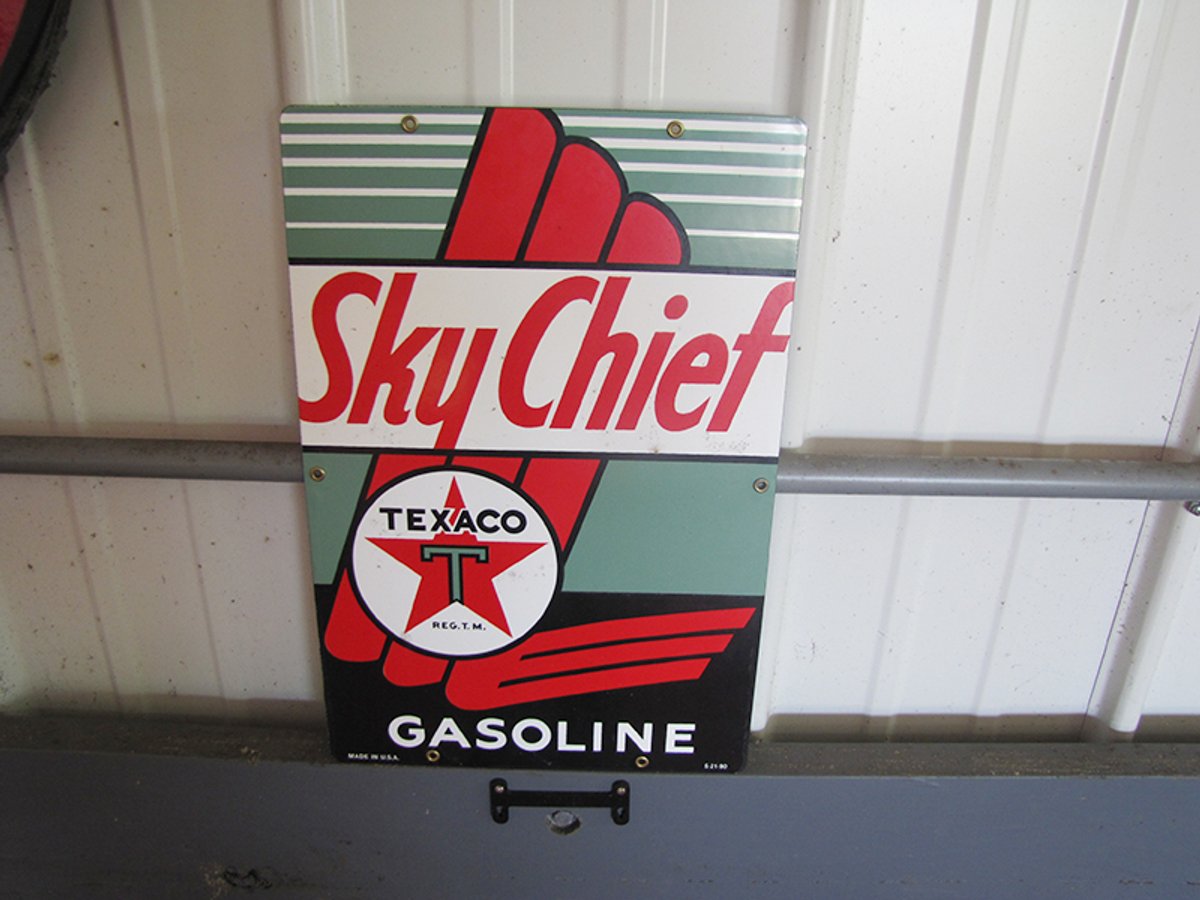 Sky Chief
TEXACO
T
REG. T. M.
GASOLINE
MADE IN U.S.A.
5-21-90